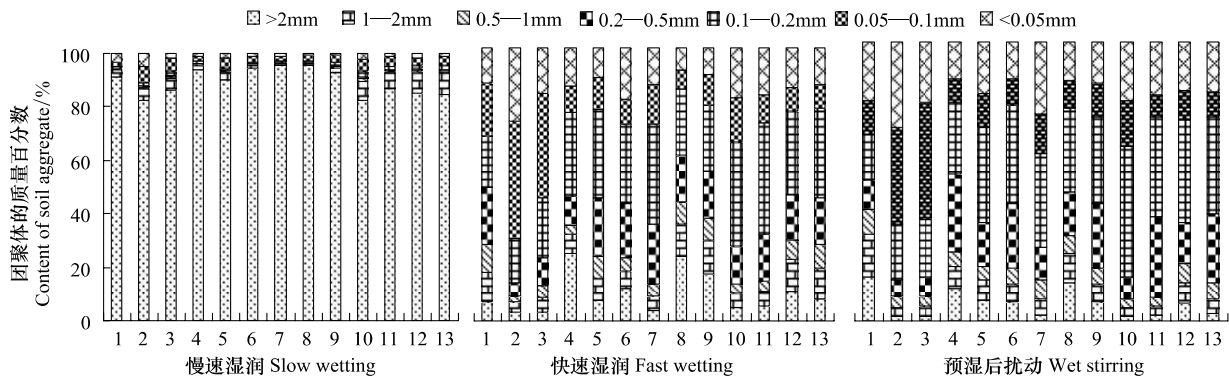 >2mm 1—2mm 0.5—1mm 0.2—0.5mm 0.1—0.2mm 0.05—0.1mm <0.05mm
团聚体的质量百分数
Content of soil aggregate/%
100
80
60
40
20
0
1 2 3 4 5 6 7 8 9 10 11 12 13
慢速湿润 Slow wetting
1 2 3 4 5 6 7 8 9 10 11 12 13
快速湿润 Fast wetting
1 2 3 4 5 6 7 8 9 10 11 12 13
预湿后扰动 Wet stirring